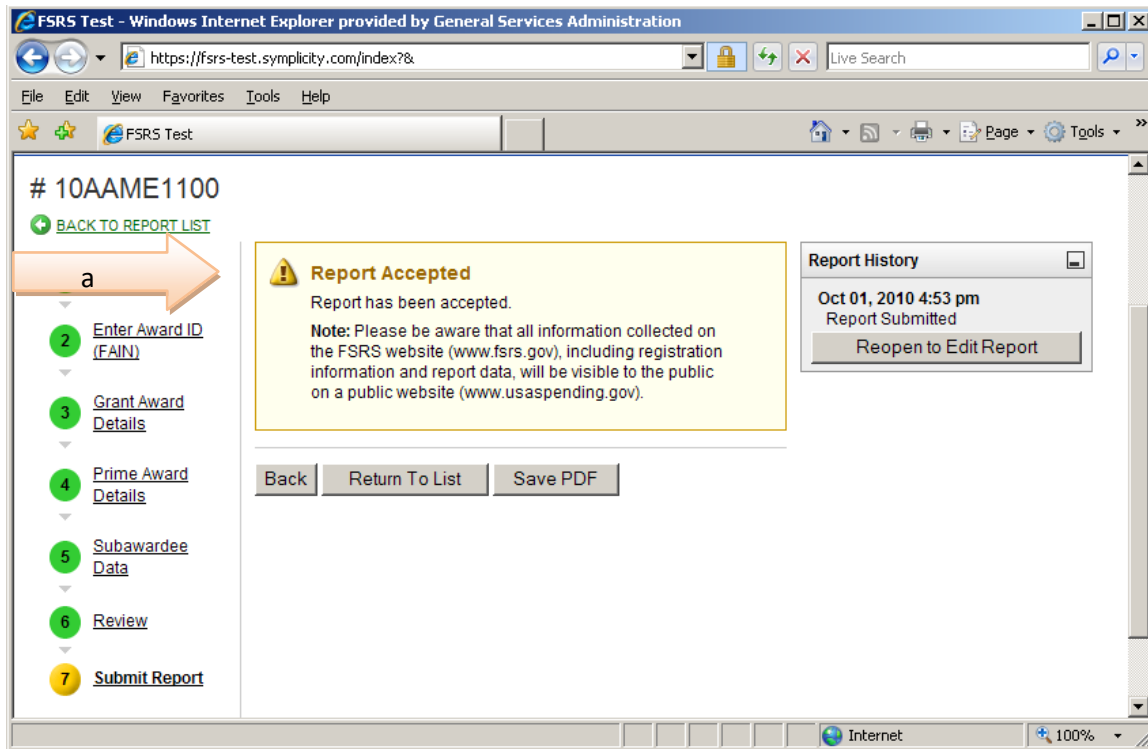 FSRS Test - Windows Internet Explorer provided by General Services Administration
https://fsrs-test.symplicity.com/index?&
Live Search
File Edit View Favorites Tools Help
FSRS Test
Page Tools »
# 10AAME1100
BACK TO REPORT LIST
a
2 Enter Award ID
(FAIN)
3 Grant Award
Details
4 Prime Award
Details
5 Subawardee
Data
6 Review
7 Submit Report
Report Accepted
Report has been accepted.
Note: Please be aware that all information collected on
the FSRS website (www.fsrs.gov), including registration
information and report data, will be visible to the public
on a public website (www.usaspending.gov).
Back Return To List Save PDF
Report History
Oct 01, 2010 4:53 pm
Report Submitted
Reopen to Edit Report
Internet 100%